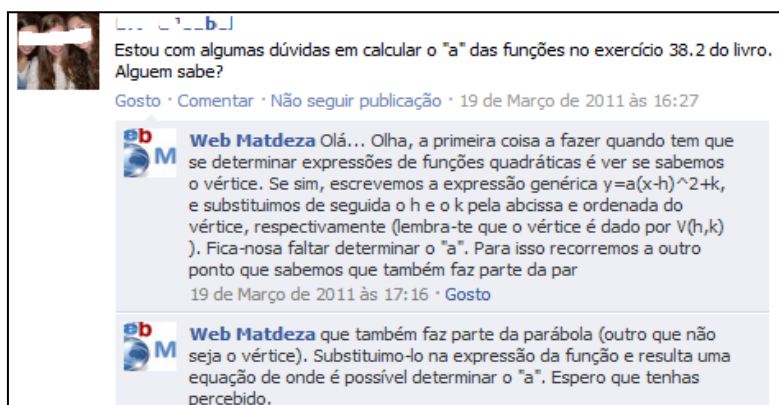 Estou com algumas dúvidas em calcular o "a" das funções no exercício 38.2 do livro.
Alguem sabe?
Gosto · Comentar · Não seguir publicação · 19 de Março de 2011 às 16:27
eb
M
Web Matdeza Olá... Olha, a primeira coisa a fazer quando tem que
se determinar expressões de funções quadráticas é ver se sabemos
o vértice. Se sim, escrevemos a expressão genérica y=a(x-h)^2+k,
e substituimos de seguida o h e o k pela abcissa e ordenada do
vértice, respectivamente (lembra-te que o vértice é dado por V(h,k)
). Fica-nosa faltar determinar o "a". Para isso recorremos a outro
ponto que sabemos que também faz parte da par
19 de Março de 2011 às 17:16 · Gosto
eb
M
Web Matdeza que também faz parte da parábola (outro que não
seja o vértice). Substituimo-lo na expressão da função e resulta uma
equação de onde é possível determinar o "a". Espero que tenhas
percebido.